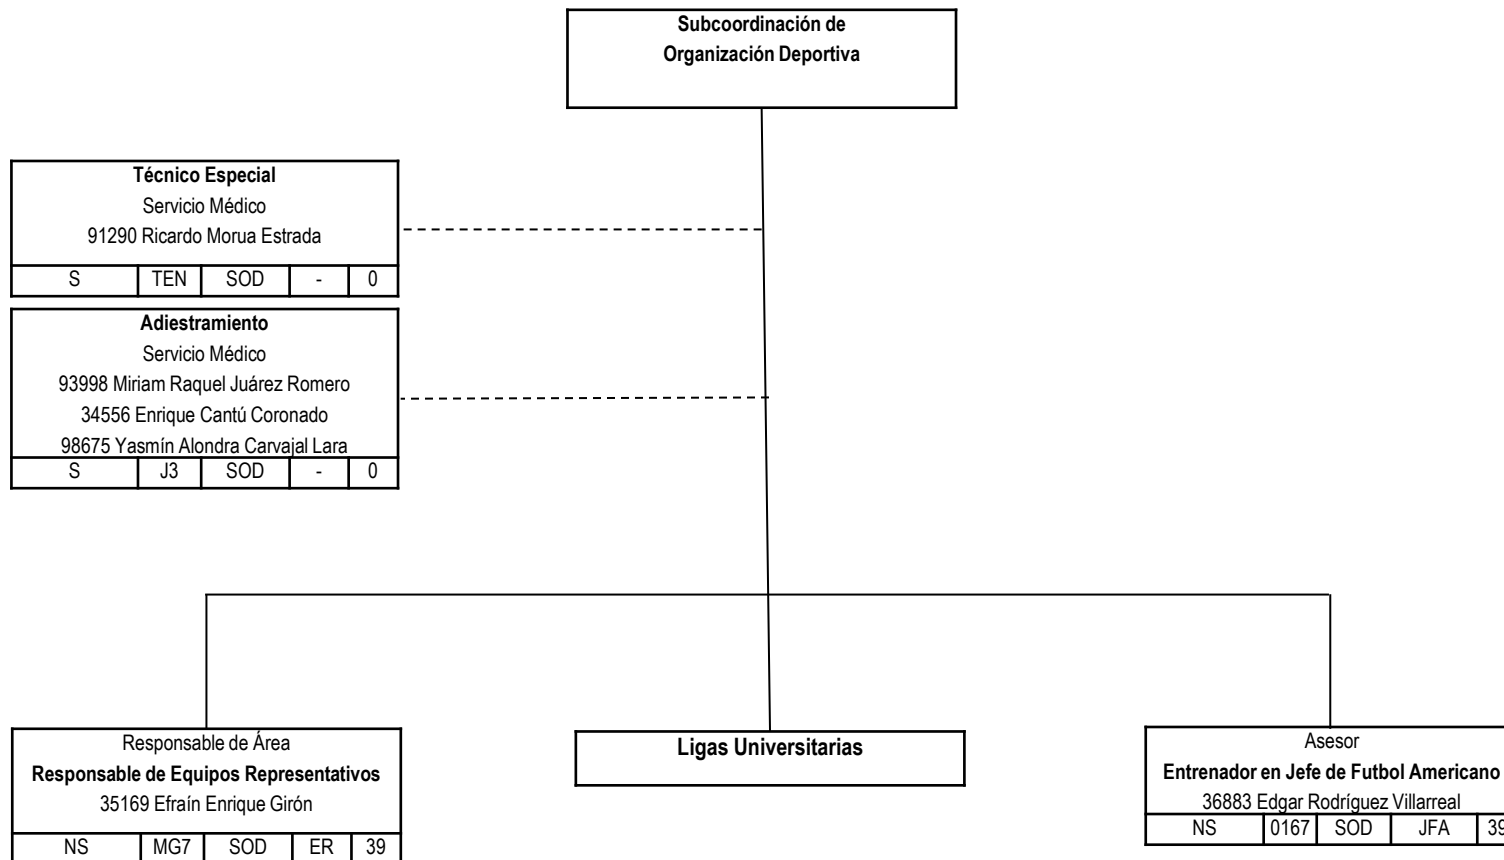 Subcoordinación de
Organización Deportiva
Técnico Especial
Servicio Médico
91290 Ricardo Morua Estrada
S TEN SOD - 0
Adiestramiento
Servicio Médico
93998 Miriam Raquel Juárez Romero
34556 Enrique Cantú Coronado
98675 Yasmín Alondra Carvajal Lara
S J3 SOD - 0
Responsable de Área
Responsable de Equipos Representativos
35169 Efraín Enrique Girón
NS MG7 SOD ER 39
Ligas Universitarias
Asesor
Entrenador en Jefe de Futbol Americano
36883 Edgar Rodríguez Villarreal
NS 0167 SOD JFA 39